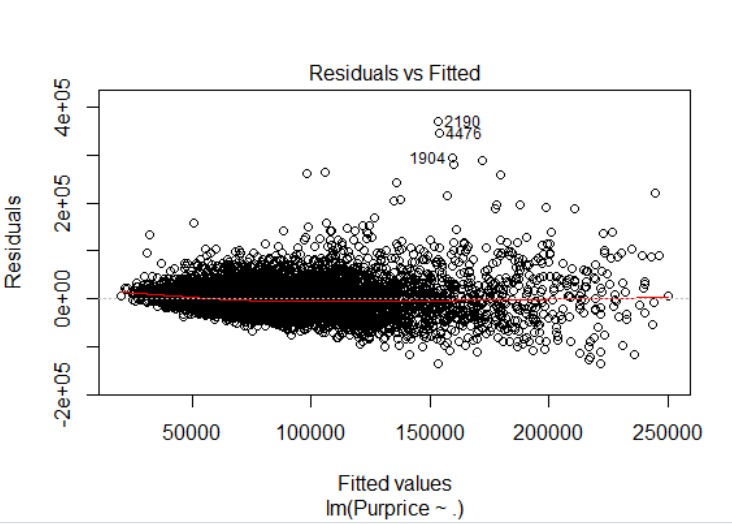 Residuals vs Fitted
Residuals
4e+05
2e+05
0e+00
-2e+05
2190
4476
1904
50000 100000 150000 200000 250000
Fitted values
lm(Purprice ~ .)